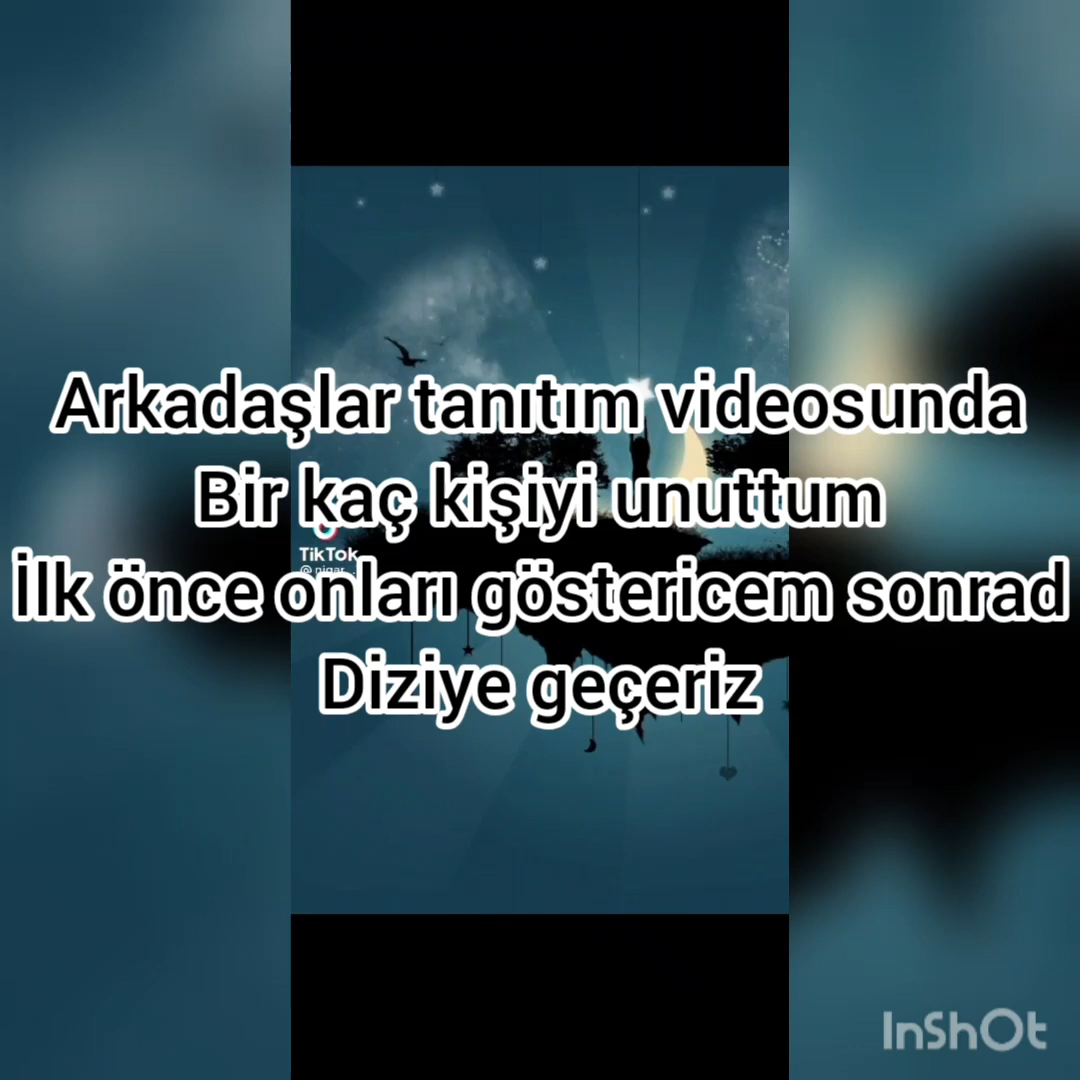 Arkadaşlar tanıtım videosunda
Bir kaç kişiyi unuttum
TikTok
İlk önce onları göstericem sonrad
Diziye geçeriz
InShOt